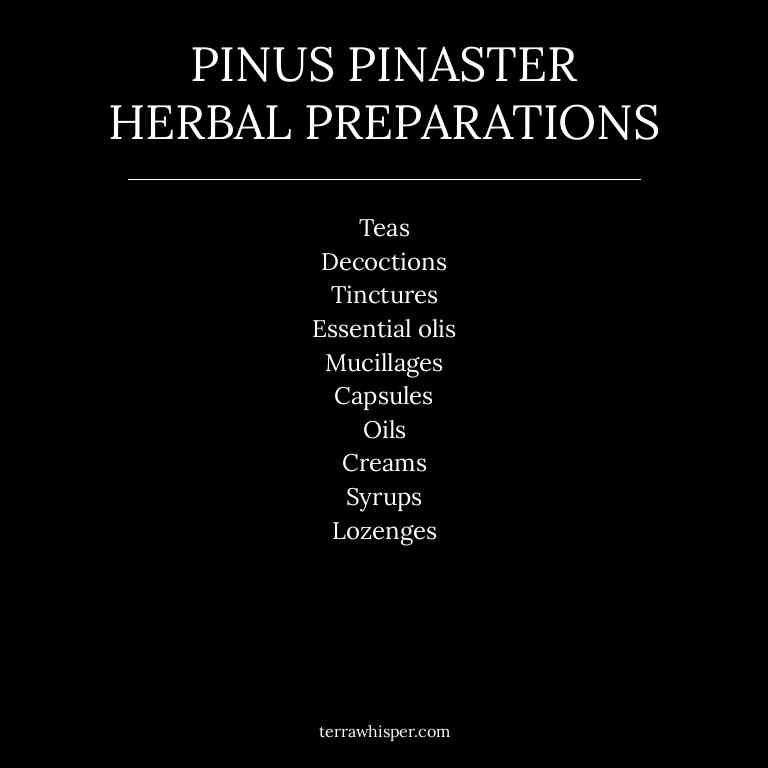 PINUS PINASTER
HERBAL PREPARATIONS
Teas
Decoctions
Tinctures
Essential olis
Mucillages
Capsules
Oils
Creams
Syrups
Lozenges
terrawhisper.com